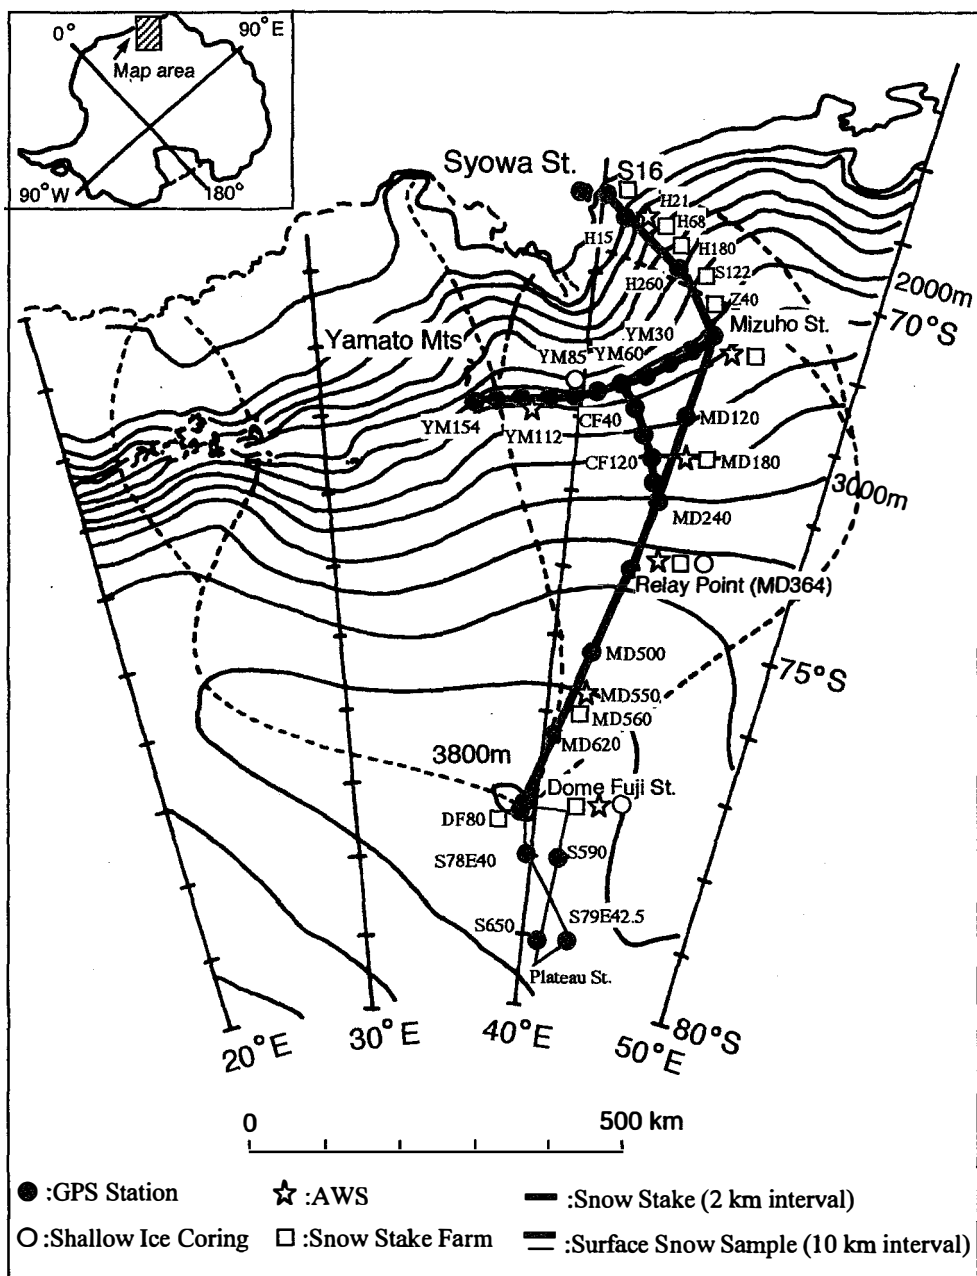 0°
90°E
Map area
90°W
180°
Syowa St.
S16
H21
H68
H15
H180
S122
H260
Z40
2000m
70°S
YM30
Mizuho St.
Yamato Mts
YM85
YM60
YM154
YM112
CF40
MD120
CF120
MD180
3000m
MD240
Relay Point (MD364)
MD500
75°S
MD550
MD560
MD620
3800m
Dome Fuji St.
DF80
S78E40
S590
S650
S79E42.5
Plateau St.
20°E
30°E
40°E
50°E
80°S
0
500 km
:GPS Station
:AWS
:Snow Stake (2 km interval)
:Shallow Ice Coring
:Snow Stake Farm
:Surface Snow Sample (10 km interval)